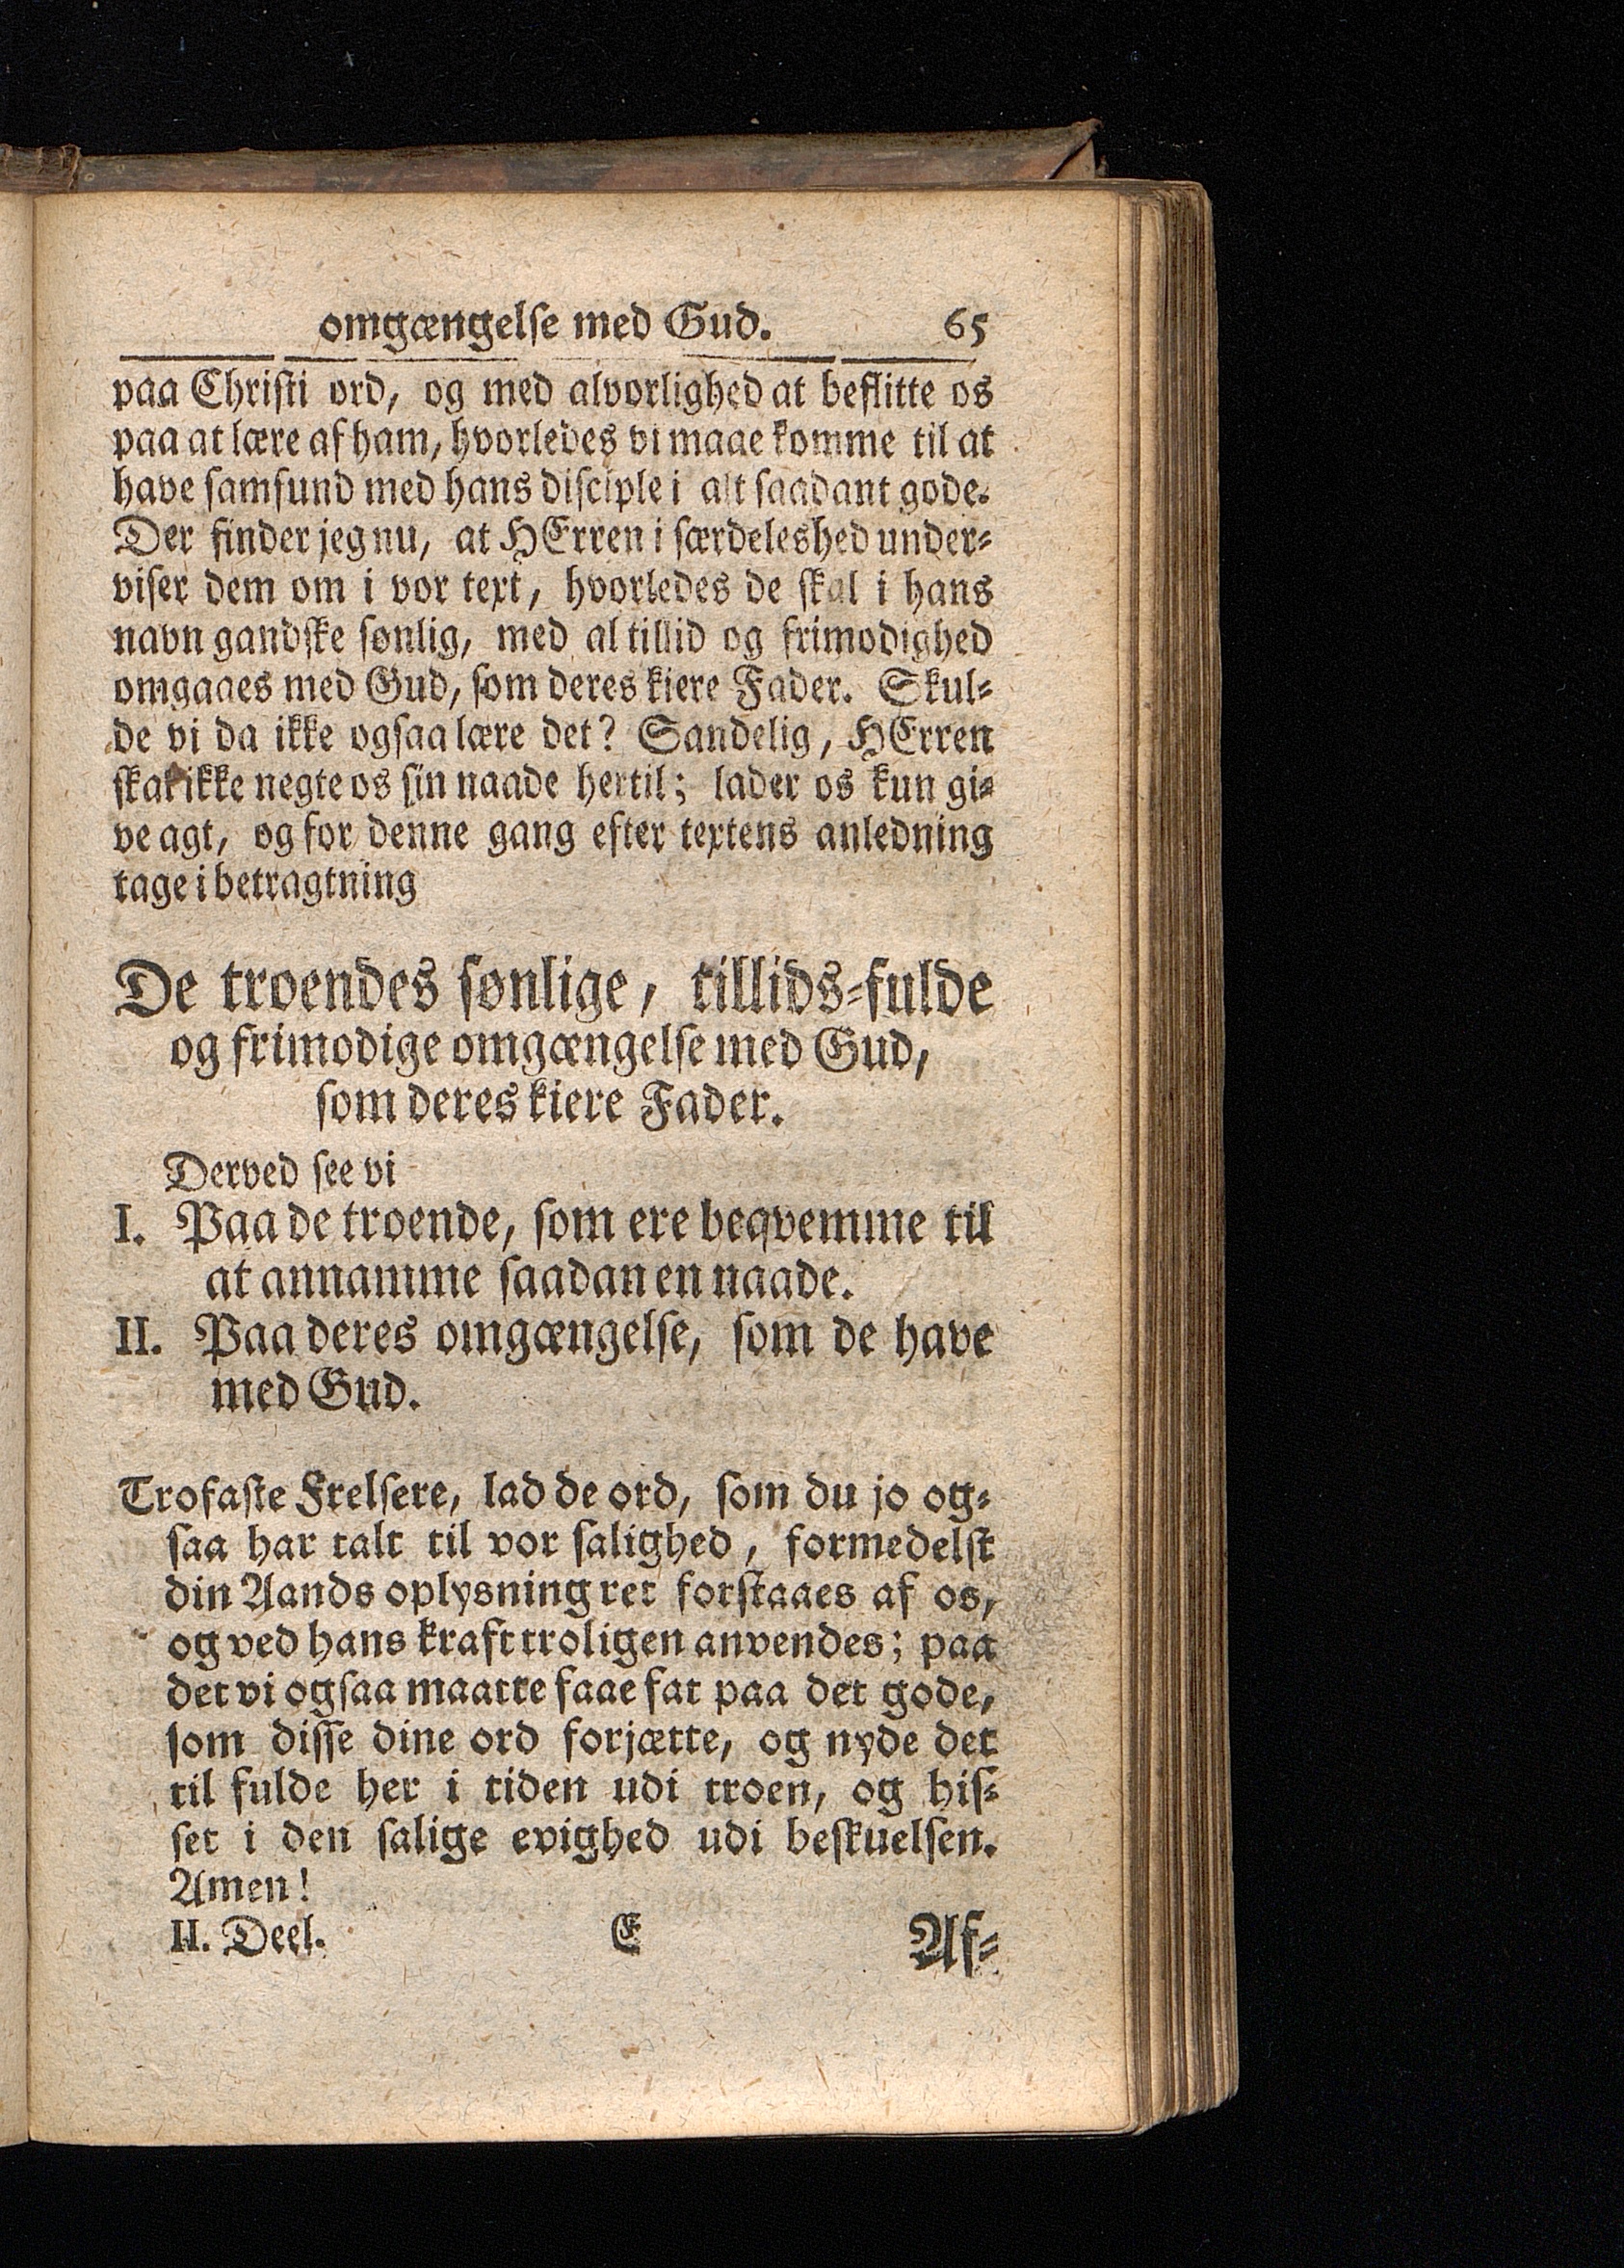 omgængelse med Gud. 65
paa Christi ord, og med alvorlighed at beflitte os
paa at lære af ham, hvorledes vi maae komme til at
have samfund med hans disciple i alt saadant gode.
Der finder jeg nu, at HErren i særdeleshed under-
viser dem om i vor text, hvorledes de skal i hans
navn gandske sønlig, med al tillid og frimodighed
omgaaes med Gud, som deres kiere Fader. Skul-
de vi da ikke ogsaa lære det? Sandelig, HErren
skal ikke negte os sin naade hertil; lader os kun gi-
ve agt, og for denne gang efter textens anledning
tage i betragtning
De troendes sønlige, tillids-fulde
og frimodige omgængelse med Gud,
som deres kiere Fader.
Derved see vi
I. Paa de troende, som ere beqvemme til
at annamme saadan en naade.
II. Paa deres omgængelse, som de have
med Gud.
Trofaste Frelsere, lad de ord, som du jo og-
saa har talt til vor salighed, formedelst
din Aands oplysning ret forstaaes af os,
og ved hans kraft troligen anvendes; paa
det vi ogsaa maatte faae fat paa det gode,
som disse dine ord forjætte, og nyde det
til fulde her i tiden udi troen, og his-
set i den salige evighed udi beskuelsen.
Amen!
II. Deel. E Af-